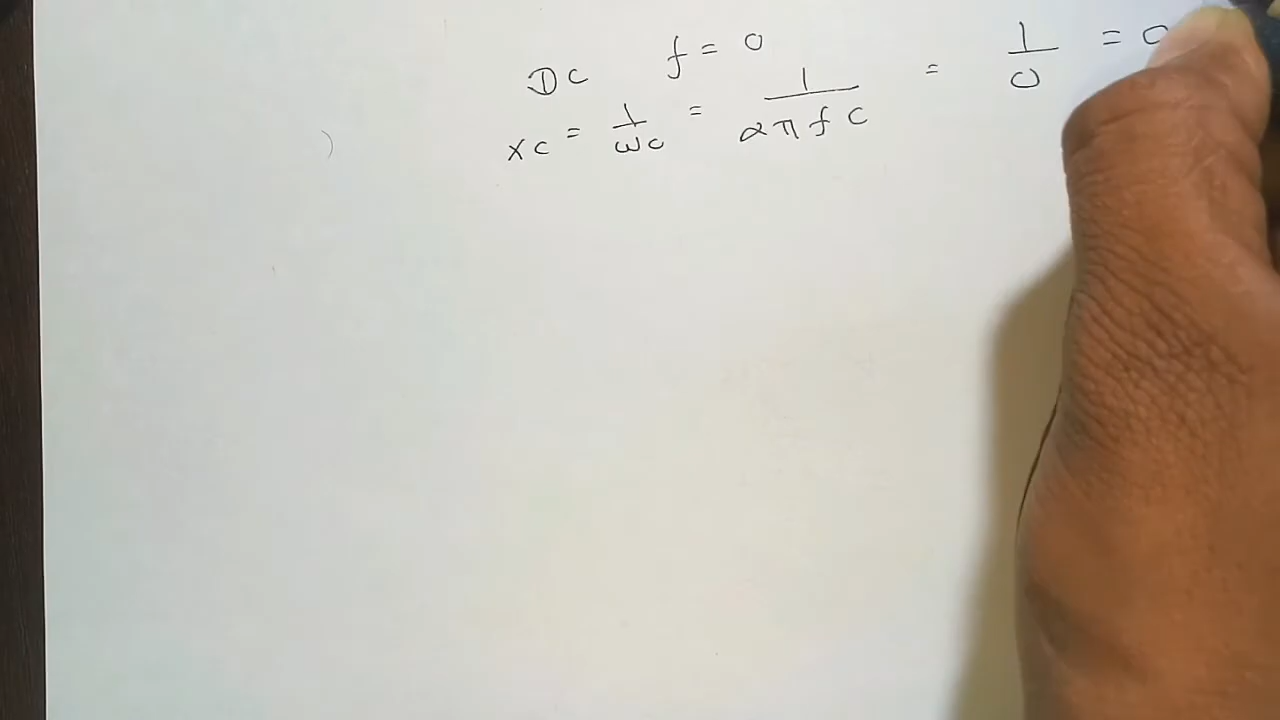 DC f = 0
XC = 1/ωC = 1/2πfC = 1/0 =